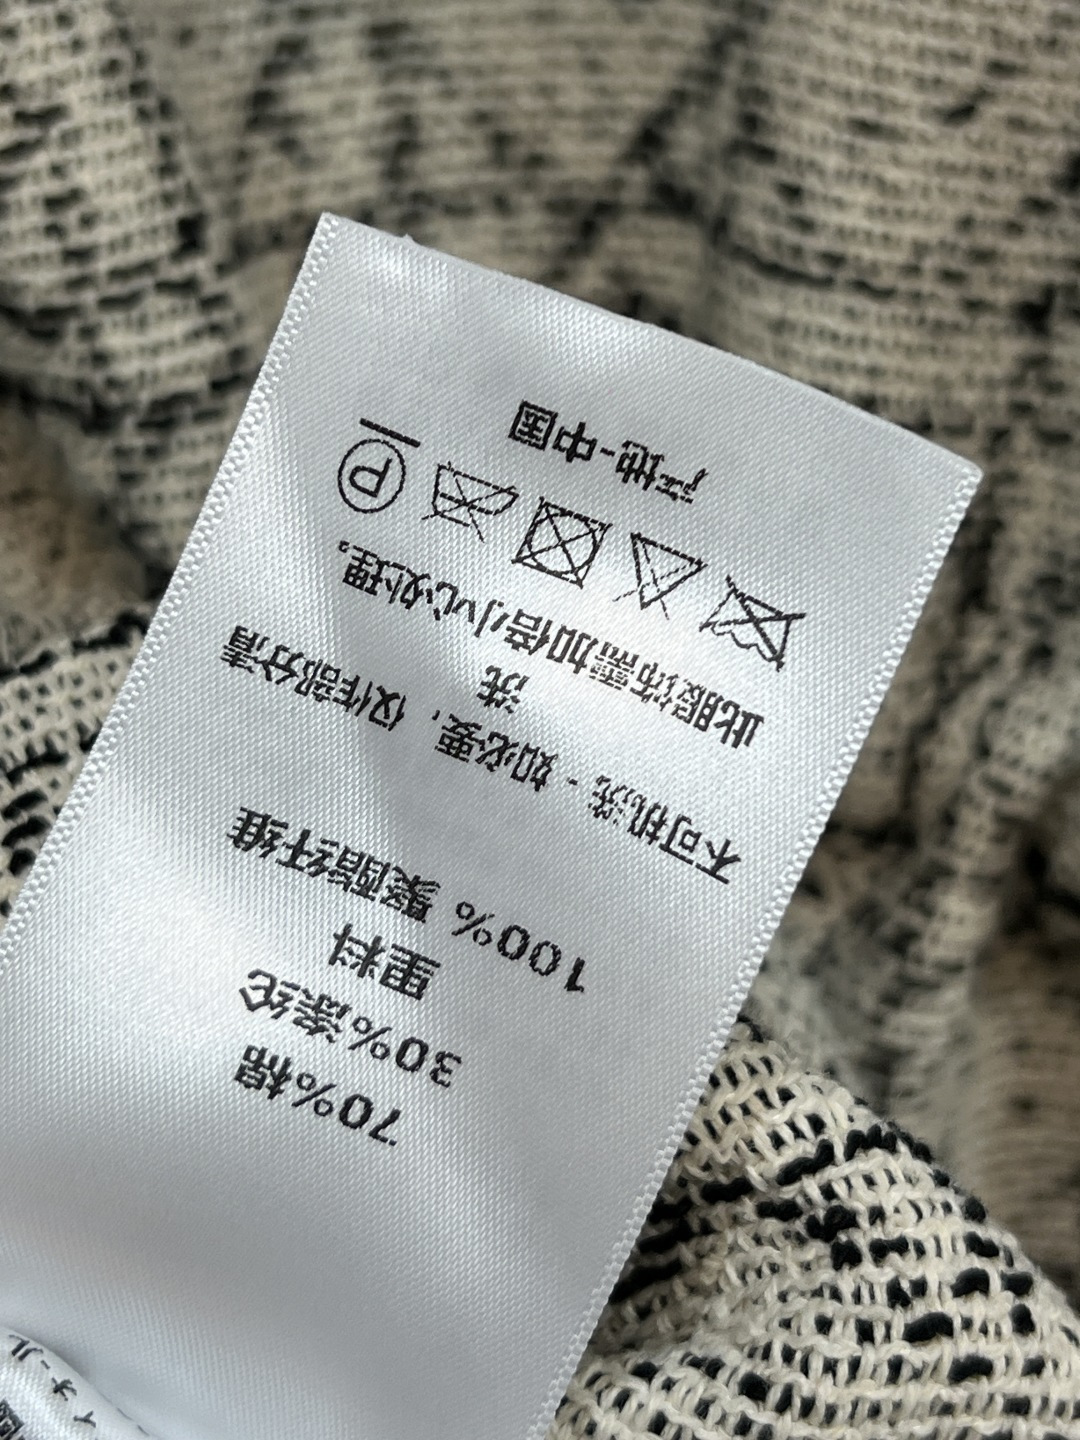 70%棉
30%涤纶
里料
100% 聚酯纤维
不可机洗 - 如必要, 仅作部分清
洗
此服饰需加倍小心处理。
P
产地-中国